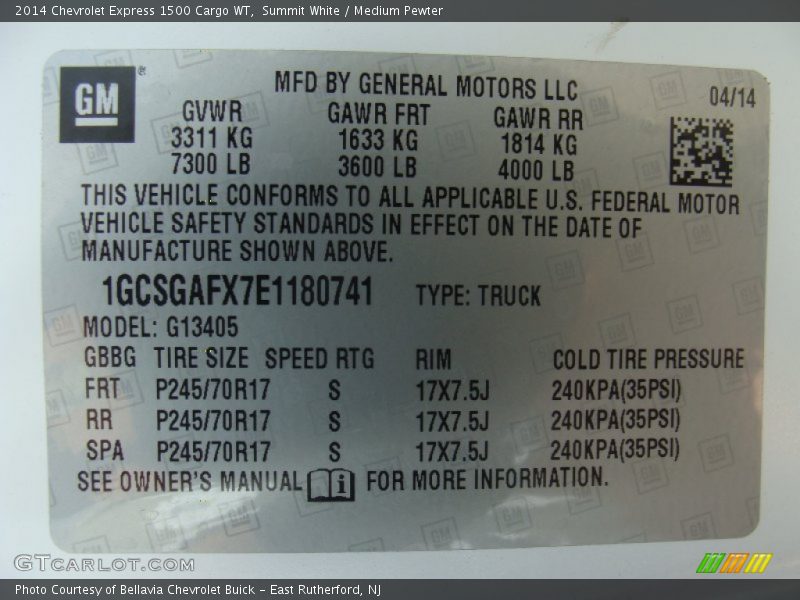 2014 Chevrolet Express 1500 Cargo WT, Summit White / Medium Pewter
GM ®
MFD BY GENERAL MOTORS LLC
04/14
GVWR GAWR FRT GAWR RR
3311 KG 1633 KG 1814 KG
7300 LB 3600 LB 4000 LB
THIS VEHICLE CONFORMS TO ALL APPLICABLE U.S. FEDERAL MOTOR
VEHICLE SAFETY STANDARDS IN EFFECT ON THE DATE OF
MANUFACTURE SHOWN ABOVE.
1GCSGAFX7E1180741 TYPE: TRUCK
MODEL: G13405
GBBG TIRE SIZE SPEED RTG RIM COLD TIRE PRESSURE
FRT P245/70R17 S 17X7.5J 240KPA(35PSI)
RR P245/70R17 S 17X7.5J 240KPA(35PSI)
SPA P245/70R17 S 17X7.5J 240KPA(35PSI)
SEE OWNER'S MANUAL i FOR MORE INFORMATION.
GTCARLOT.COM
Photo Courtesy of Bellavia Chevrolet Buick - East Rutherford, NJ